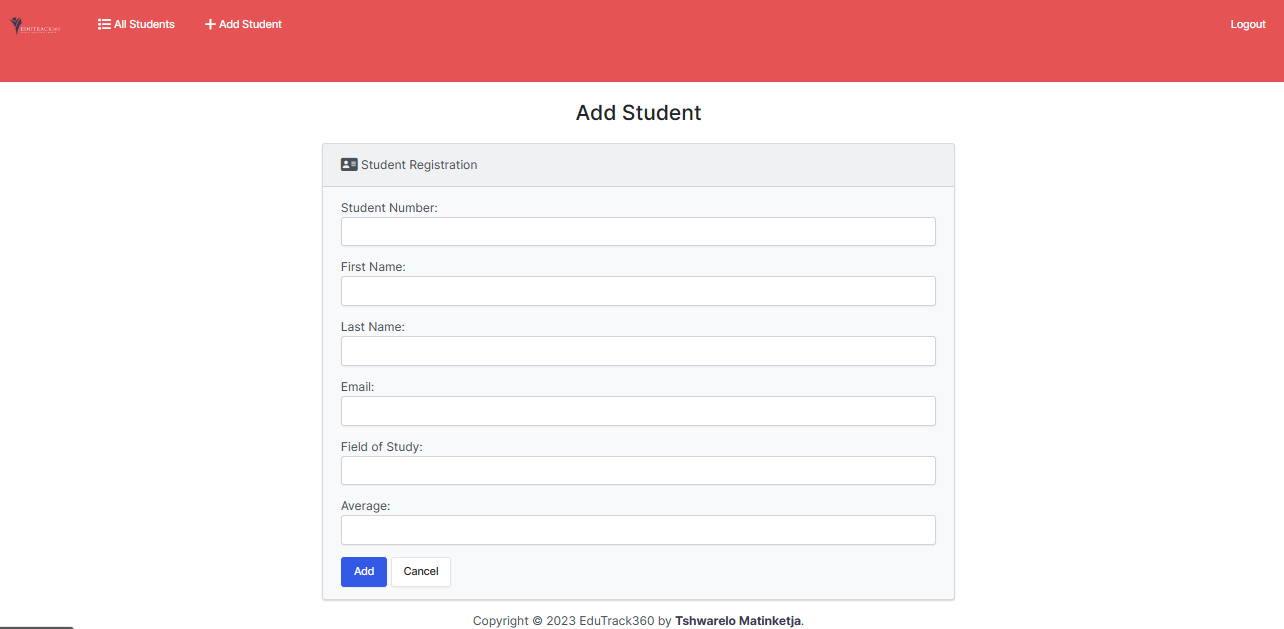 EDUTRACK360
All Students
Add Student
Logout
Add Student
Student Registration
Student Number:
First Name:
Last Name:
Email:
Field of Study:
Average:
Add Cancel
Copyright © 2023 EduTrack360 by Tshwarelo Matinketja.